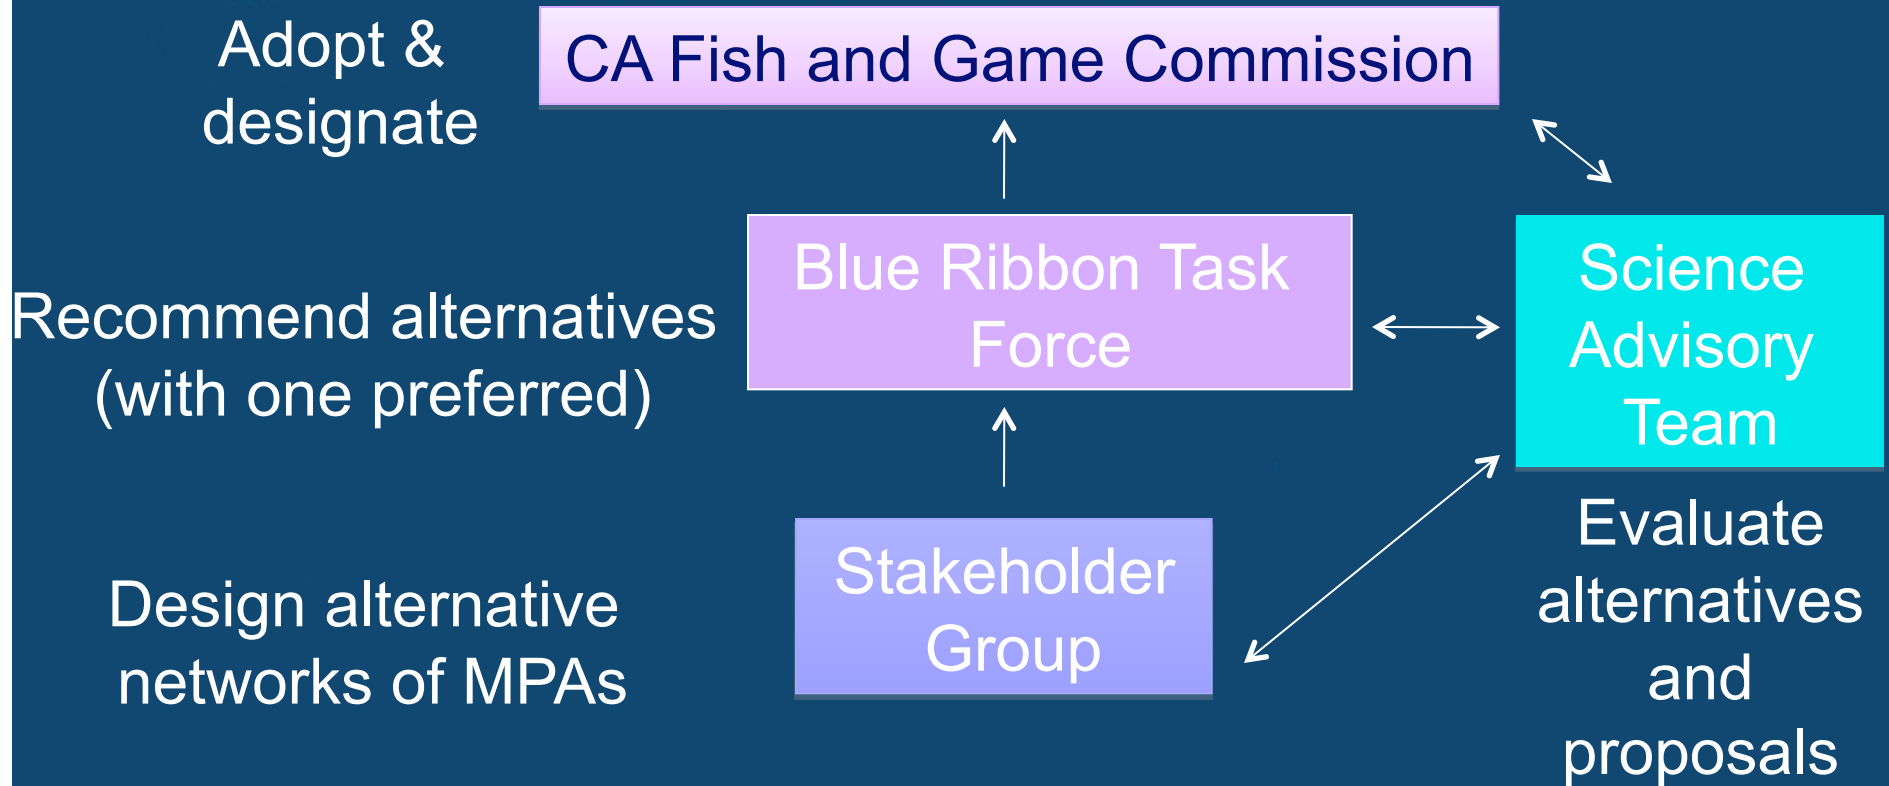 Adopt &
designate
CA Fish and Game Commission
Recommend alternatives
(with one preferred)
Blue Ribbon Task
Force
Science
Advisory
Team
Design alternative
networks of MPAs
Stakeholder
Group
Evaluate
alternatives
and
proposals